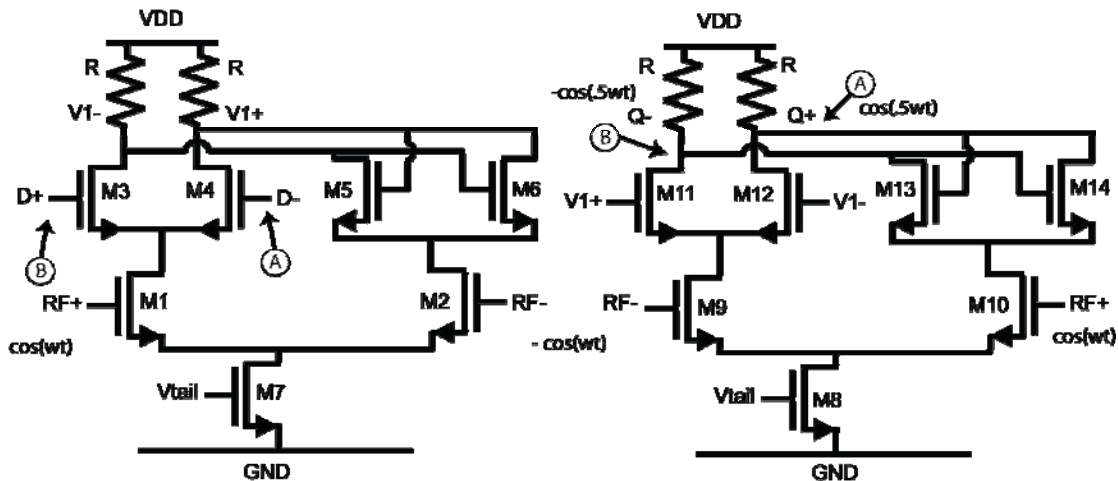 VDD
R
R
V1-
V1+
D+
M3
M4
D-
B
A
M5
M6
RF+
M1
M2
RF-
cos(wt)
- cos(wt)
Vtail
M7
GND
VDD
R
R
-cos(.5wt)
A
cos(.5wt)
Q-
Q+
B
V1+
M11
M12
V1-
M13
M14
RF-
M9
M10
RF+
cos(wt)
Vtail
M8
GND